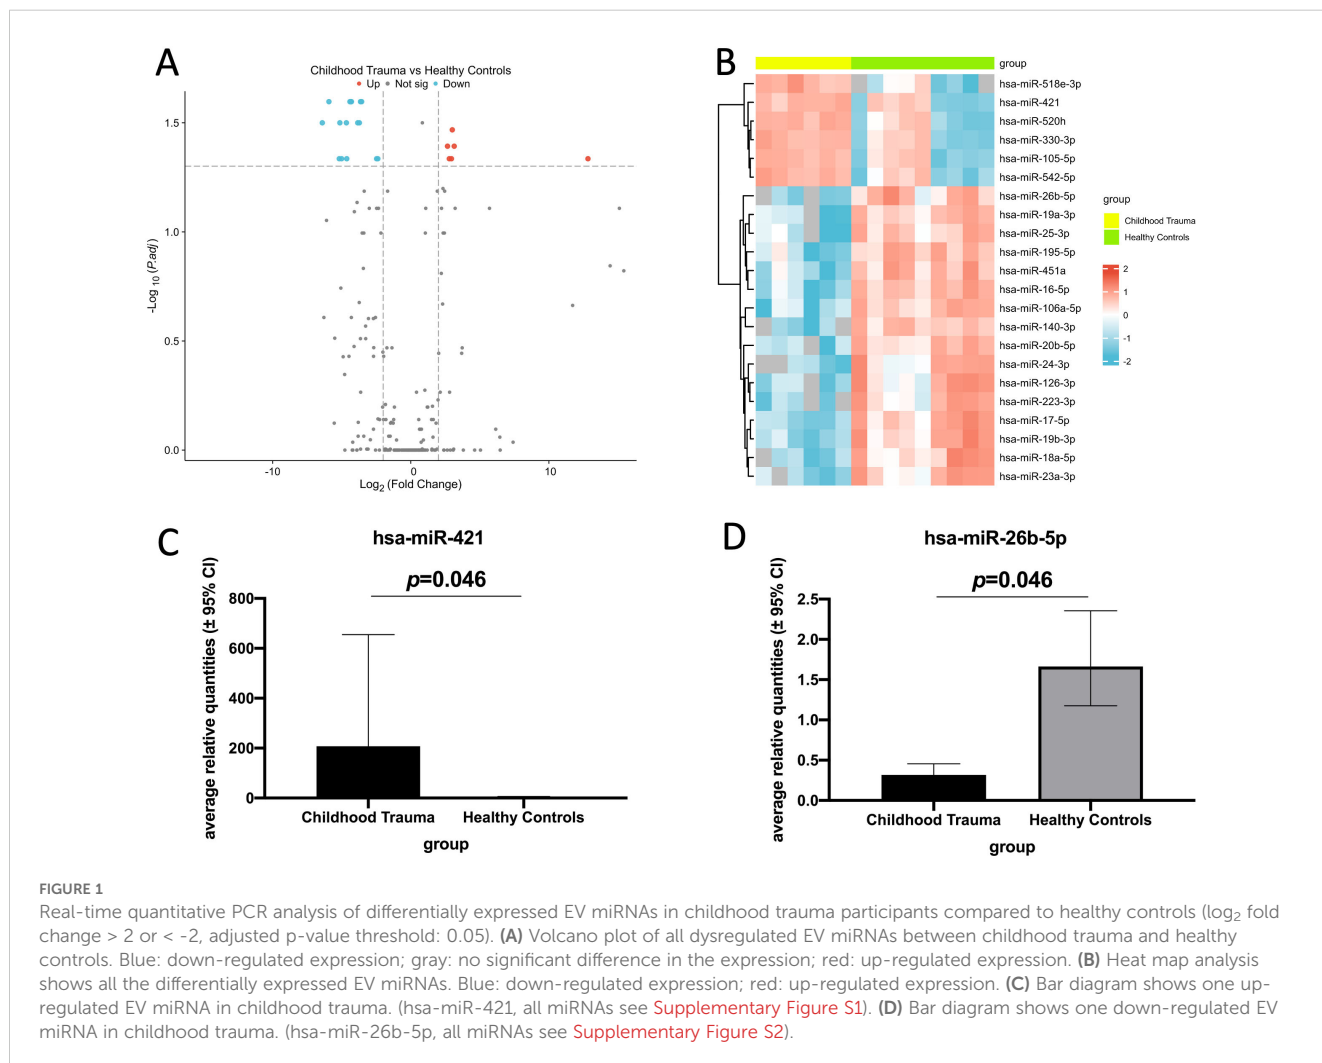 A
Childhood Trauma vs Healthy Controls
Up Not sig Down
1.5
1.0
0.5
0.0
-Log 10 (P.adj)
-10 0 10
Log2 (Fold Change)
B
group
hsa-miR-518e-3p
hsa-miR-421
hsa-miR-520h
hsa-miR-330-3p
hsa-miR-105-5p
hsa-miR-542-5p
hsa-miR-26b-5p
hsa-miR-19a-3p
hsa-miR-25-3p
hsa-miR-195-5p
hsa-miR-451a
hsa-miR-16-5p
hsa-miR-106a-5p
hsa-miR-140-3p
hsa-miR-20b-5p
hsa-miR-24-3p
hsa-miR-126-3p
hsa-miR-223-3p
hsa-miR-17-5p
hsa-miR-19b-3p
hsa-miR-18a-5p
hsa-miR-23a-3p
group
Childhood Trauma
Healthy Controls
2
1
0
-1
-2
C
hsa-miR-421
p=0.046
800
600
400
200
0
average relative quantities (± 95% CI)
Childhood Trauma Healthy Controls
group
D
hsa-miR-26b-5p
p=0.046
2.5
2.0
1.5
1.0
0.5
0.0
average relative quantities (± 95% CI)
Childhood Trauma Healthy Controls
group
FIGURE 1
Real-time quantitative PCR analysis of differentially expressed EV miRNAs in childhood trauma participants compared to healthy controls (log2 fold
change > 2 or < -2, adjusted p-value threshold: 0.05). (A) Volcano plot of all dysregulated EV miRNAs between childhood trauma and healthy
controls. Blue: down-regulated expression; gray: no significant difference in the expression; red: up-regulated expression. (B) Heat map analysis
shows all the differentially expressed EV miRNAs. Blue: down-regulated expression; red: up-regulated expression. (C) Bar diagram shows one up-
regulated EV miRNA in childhood trauma. (hsa-miR-421, all miRNAs see Supplementary Figure S1). (D) Bar diagram shows one down-regulated EV
miRNA in childhood trauma. (hsa-miR-26b-5p, all miRNAs see Supplementary Figure S2).